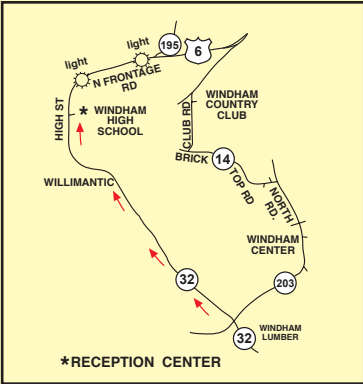 light
light
195
6
N FRONTAGE
RD
HIGH ST
* WINDHAM
HIGH
SCHOOL
WINDHAM
COUNTRY
CLUB
CLUB RD
BRICK
14
TOP RD
NORTH
RD.
WILLIMANTIC
WINDHAM
CENTER
32
203
32
WINDHAM
LUMBER
*RECEPTION CENTER